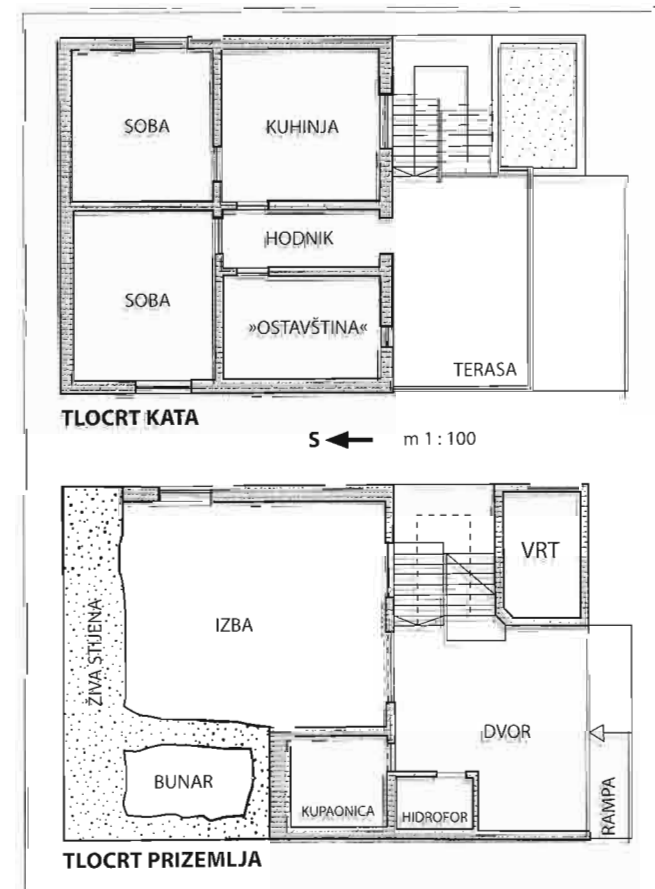 SOBA
KUHINJA
HODNIK
SOBA
»OSTAVŠTINA«
TERASA
TLOCRT KATA
S
m 1 : 100
ŽIVA STIJENA
IZBA
VRT
BUNAR
KUPAONICA
HIDROFOR
DVOR
RAMPA
TLOCRT PRIZEMLJA